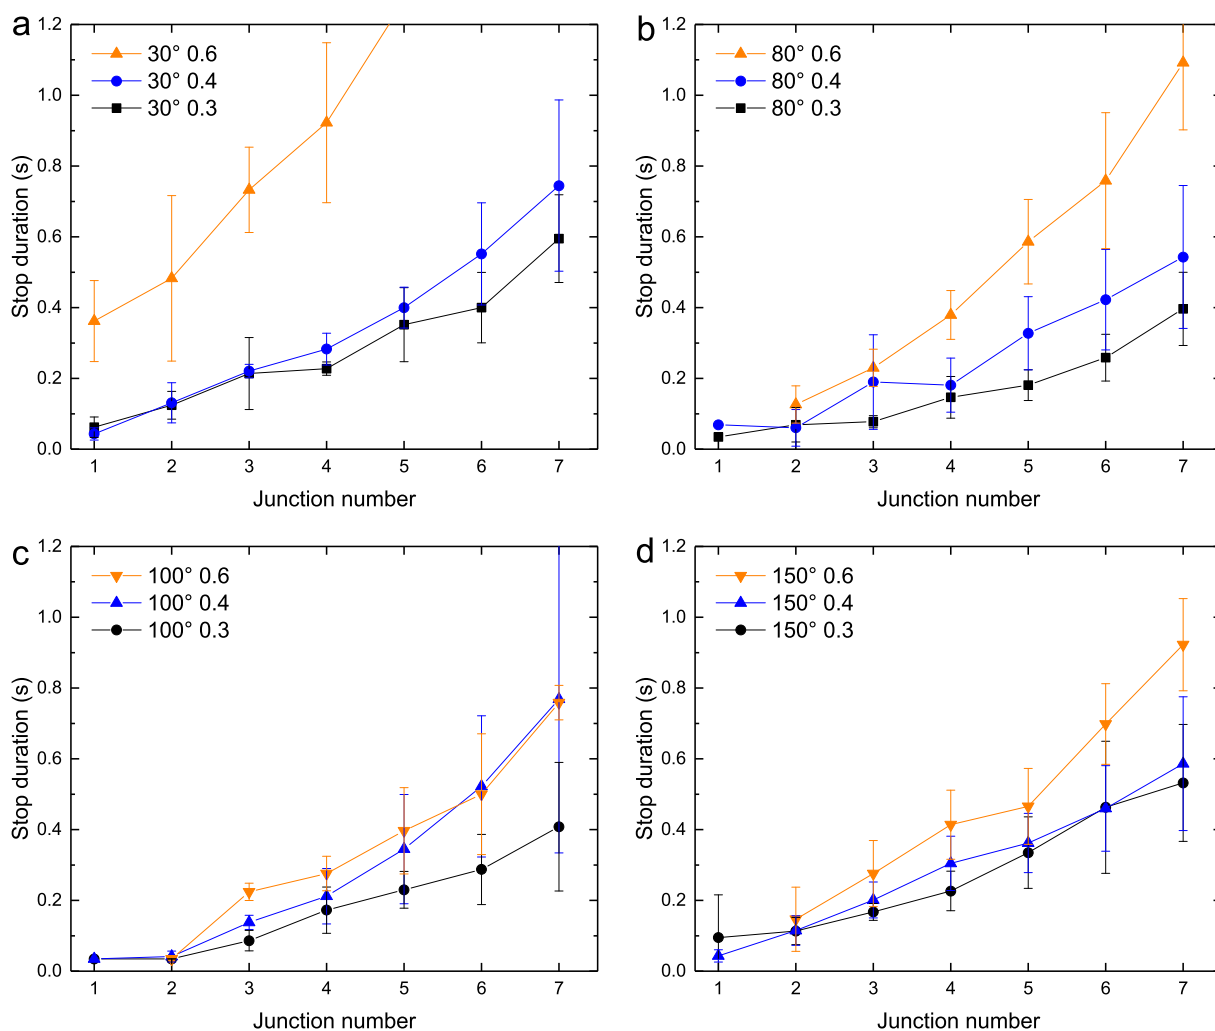 a
30° 0.6
30° 0.4
30° 0.3
Stop duration (s)
1.2
1.0
0.8
0.6
0.4
0.2
0.0
1 2 3 4 5 6 7
Junction number
b
80° 0.6
80° 0.4
80° 0.3
Stop duration (s)
1.2
1.0
0.8
0.6
0.4
0.2
0.0
1 2 3 4 5 6 7
Junction number
c
100° 0.6
100° 0.4
100° 0.3
Stop duration (s)
1.2
1.0
0.8
0.6
0.4
0.2
0.0
1 2 3 4 5 6 7
Junction number
d
150° 0.6
150° 0.4
150° 0.3
Stop duration (s)
1.2
1.0
0.8
0.6
0.4
0.2
0.0
1 2 3 4 5 6 7
Junction number